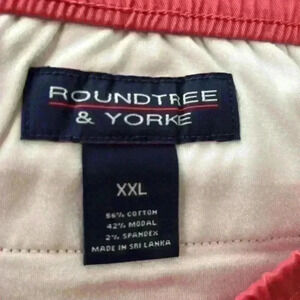 ROUNDTREE
& YORKE
XXL
56% COTTON
42% MODAL
2% SPANDEX
MADE IN SRI LANKA